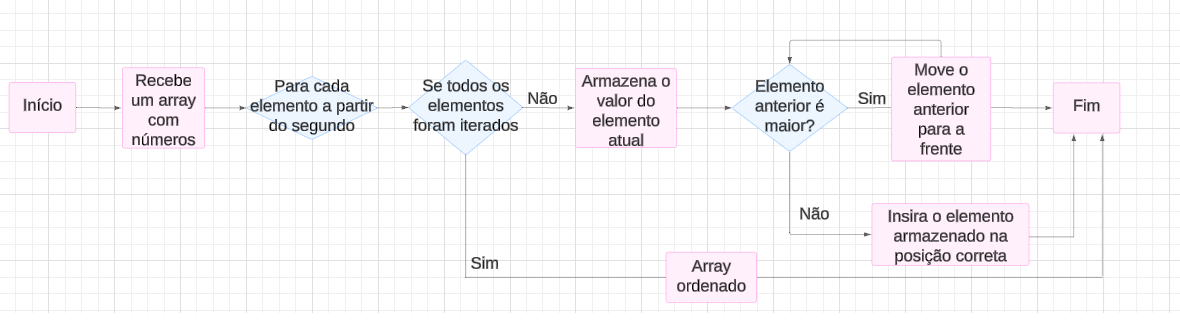 Início
Recebe
um array
com
números
Para cada
elemento a partir
do segundo
Se todos os
elementos
foram iterados
Não
Armazena o
valor do
elemento
atual
Elemento
anterior é
maior?
Sim
Move o
elemento
anterior
para a
frente
Fim
Não
Insira o elemento
armazenado na
posição correta
Sim
Array
ordenado